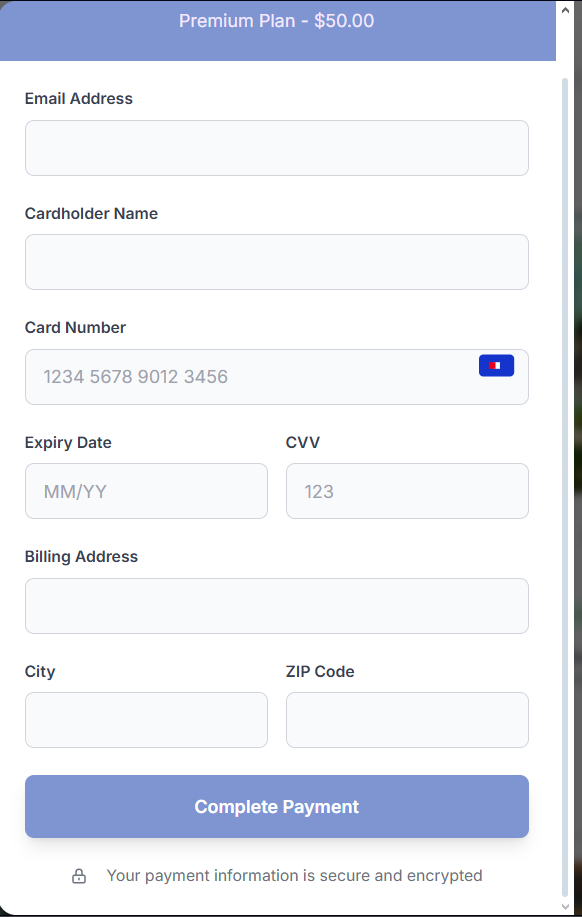 Premium Plan - $50.00
Email Address
Cardholder Name
Card Number
1234 5678 9012 3456
Expiry Date CVV
MM/YY 123
Billing Address
City ZIP Code
Complete Payment
Your payment information is secure and encrypted